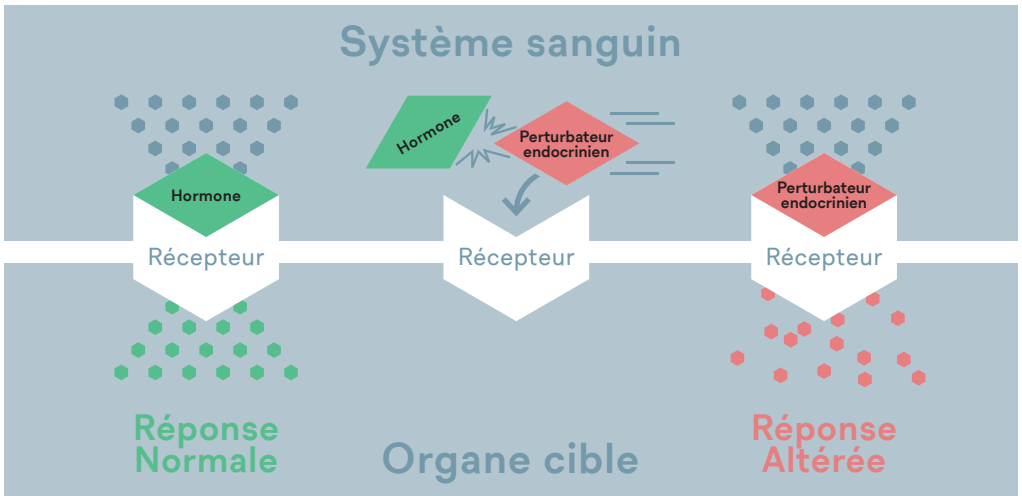 Système sanguin
Hormone
Perturbateur
endocrinien
Hormone
Perturbateur
endocrinien
Récepteur
Récepteur
Récepteur
Réponse
Normale
Organe cible
Réponse
Altérée